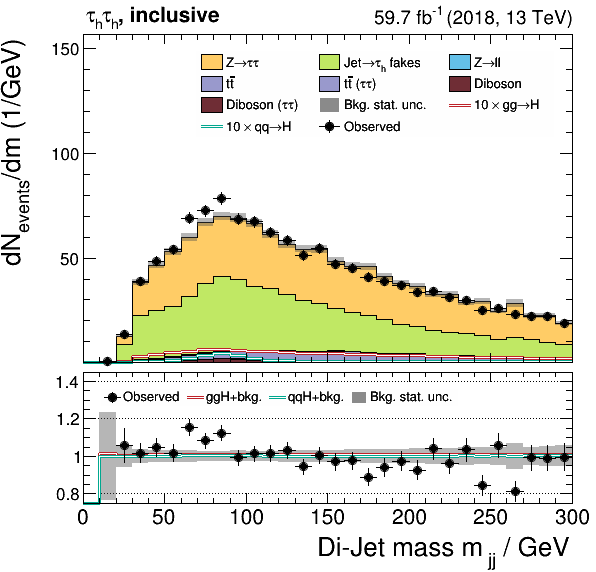 τhτh, inclusive 59.7 fb⁻¹ (2018, 13 TeV)
dNevents/dm (1/GeV)
150
100
50
Z→ττ Jet→τh fakes Z→ll
tt̄ tt̄ (ττ) Diboson
Diboson (ττ) Bkg. stat. unc. 10 × gg→H
10 × qq→H Observed
1.4
1.2
1
0.8
Observed ggH+bkg. qqH+bkg. Bkg. stat. unc.
0 50 100 150 200 250 300
Di-Jet mass mjj / GeV